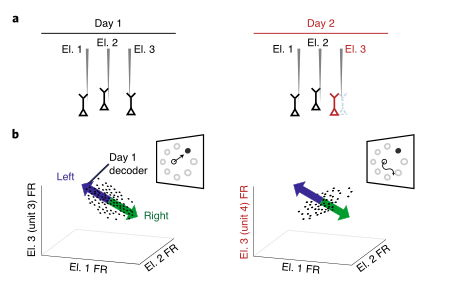 a
Day 1
Day 2
El. 1
El. 2
El. 3
El. 1
El. 2
El. 3
b
Day 1
decoder
Left
Right
El. 3 (unit 3) FR
El. 1 FR
El. 2 FR
El. 3 (unit 4) FR
El. 1 FR
El. 2 FR